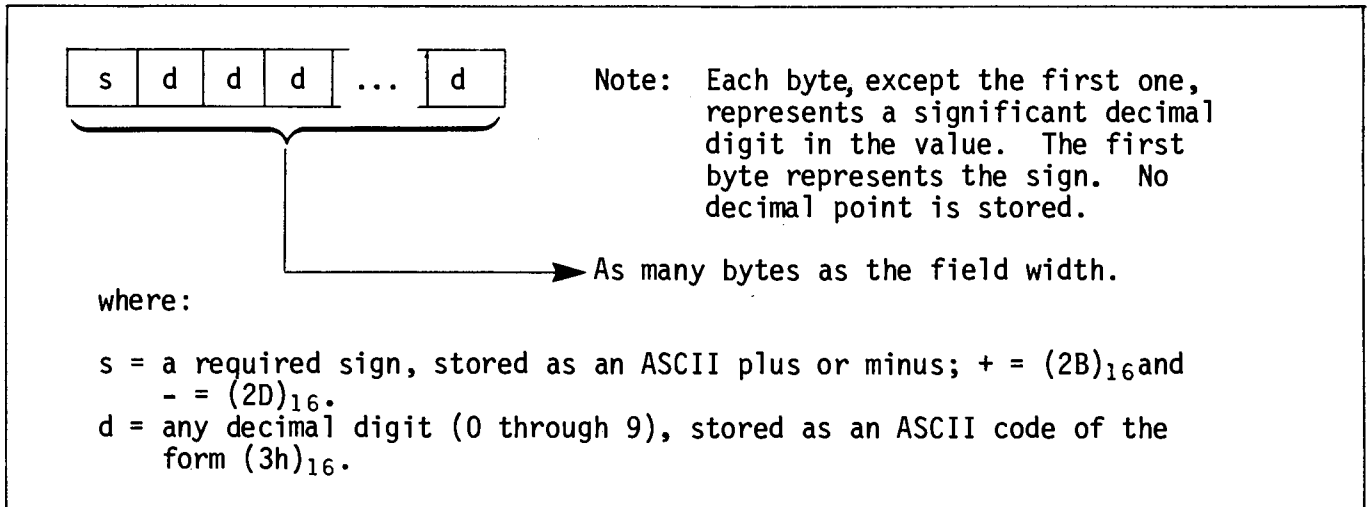 s d d d ... d
Note: Each byte, except the first one,
represents a significant decimal
digit in the value. The first
byte represents the sign. No
decimal point is stored.
As many bytes as the field width.
where:
s = a required sign, stored as an ASCII plus or minus; + = (2B)₁₆and
- = (2D)₁₆.
d = any decimal digit (0 through 9), stored as an ASCII code of the
form (3h)₁₆.